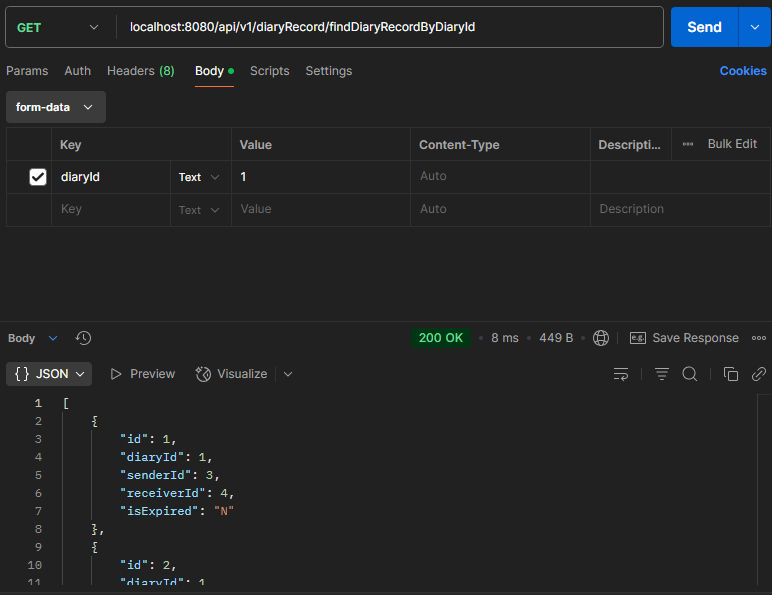 GET localhost:8080/api/v1/diaryRecord/findDiaryRecordByDiaryId Send
Params Auth Headers (8) Body Scripts Settings Cookies
form-data
Key Value Content-Type Descripti... Bulk Edit
diaryId Text 1 Auto
Key Text Value Auto Description
Body 200 OK 8 ms 449 B e.g. Save Response
{} JSON Preview Visualize
1 [
2 {
3 "id": 1,
4 "diaryId": 1,
5 "senderId": 3,
6 "receiverId": 4,
7 "isExpired": "N"
8 },
9 {
10 "id": 2,
11 "diaryId": 1